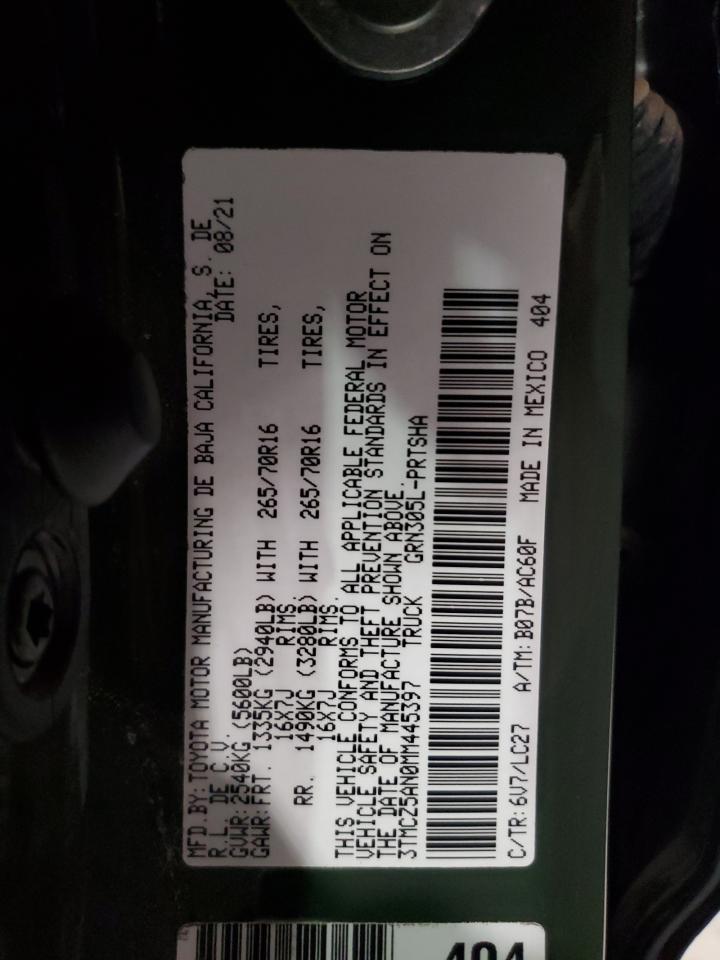 MFD.BY:TOYOTA MOTOR MANUFACTURING DE BAJA CALIFORNIA, S. DE
R.L. DE C.V. DATE: 08/21
GVWR:2540KG (5600LB)
GAWR:FRT. 1335KG (2940LB) WITH 265/70R16 TIRES,
16X7J RIMS.
RR. 1490KG (3280LB) WITH 265/70R16 TIRES,
16X7J RIMS.
THIS VEHICLE CONFORMS TO ALL APPLICABLE FEDERAL MOTOR
VEHICLE SAFETY AND THEFT PREVENTION STANDARDS IN EFFECT ON
THE DATE OF MANUFACTURE SHOWN ABOVE.
3TMCZ5AN0MM445397 TRUCK GRN305L-PRTSHA
C/TR:6V7/LC27 A/TM:B07B/AC60F MADE IN MEXICO 404
404